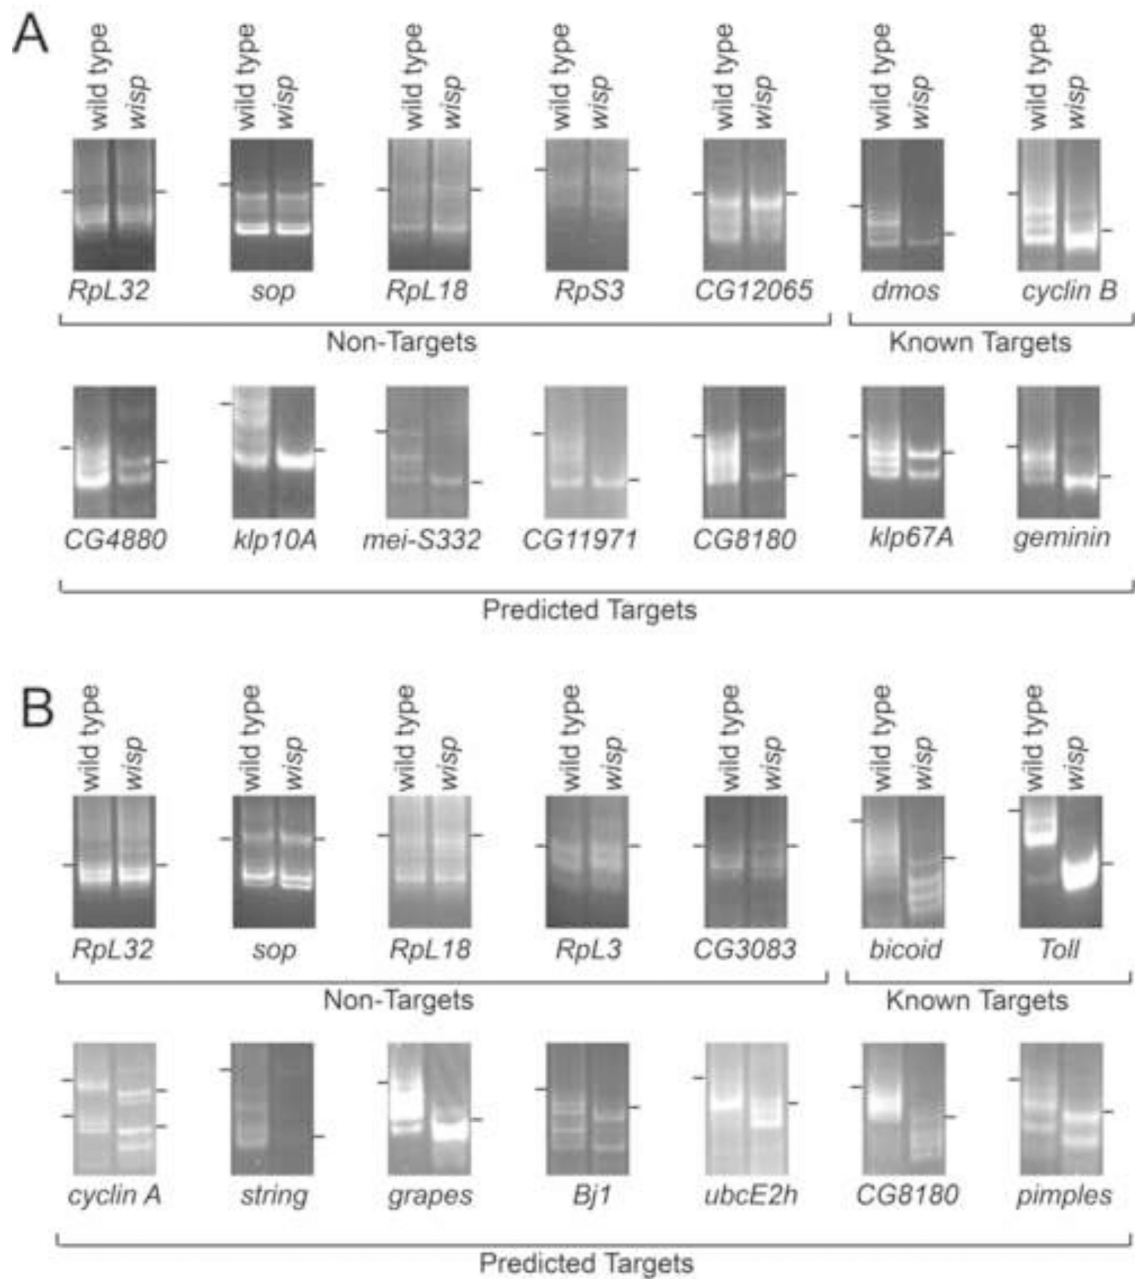 A
wild type wisp wild type wisp wild type wisp wild type wisp wild type wisp wild type wisp wild type wisp
RpL32 sop RpL18 RpS3 CG12065 dmos cyclin B
Non-Targets Known Targets
CG4880 klp10A mei-S332 CG11971 CG8180 klp67A geminin
Predicted Targets
B
wild type wisp wild type wisp wild type wisp wild type wisp wild type wisp wild type wisp wild type wisp
RpL32 sop RpL18 RpL3 CG3083 bicoid Toll
Non-Targets Known Targets
cyclin A string grapes Bj1 ubcE2h CG8180 pimples
Predicted Targets